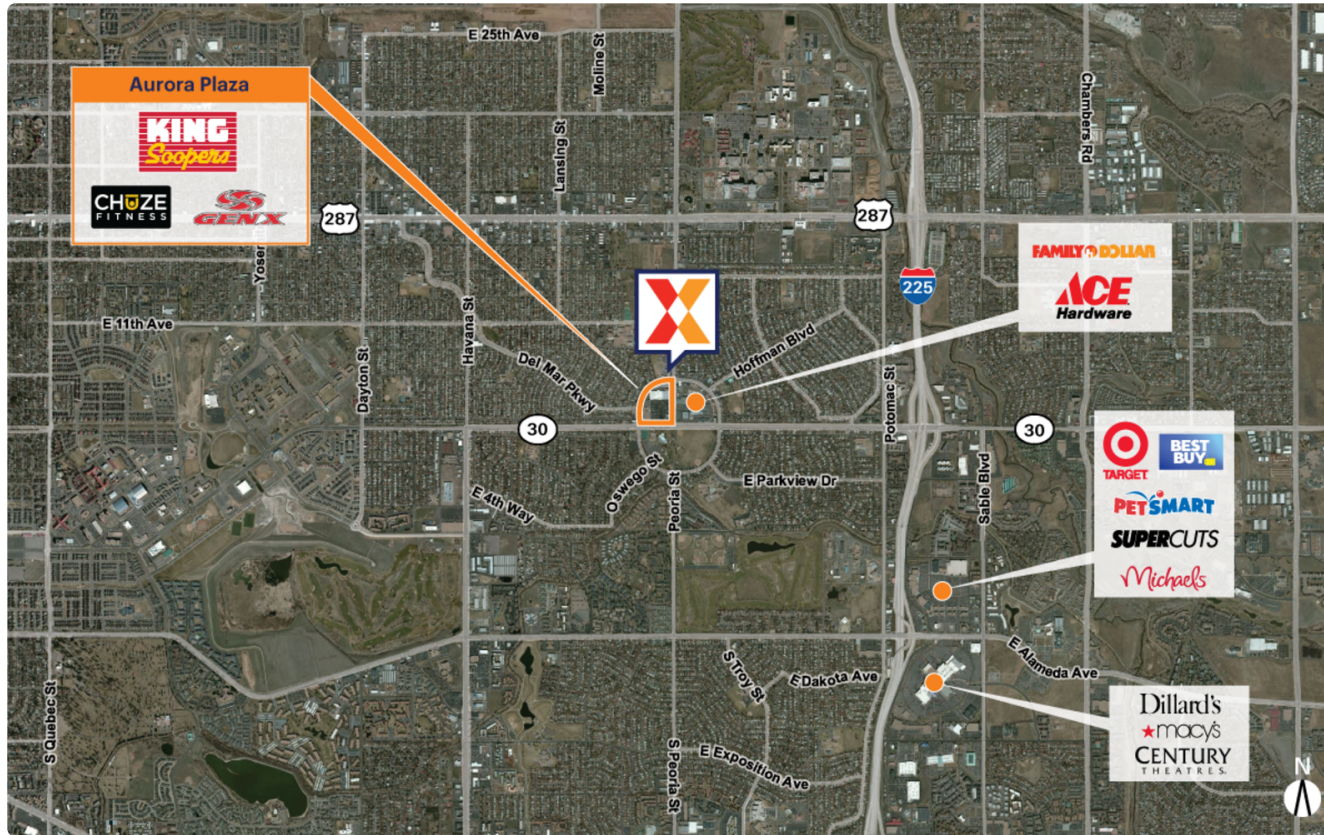 E 25th Ave
Moline St
Aurora Plaza
KING
Soopers
CHUZE
FITNESS
GENX
Lansing St
Chambers Rd
287
287
FAMILY DOLLAR
ACE
Hardware
225
E 11th Ave
Havana St
Dayton St
Del Mar Pkwy
Hoffman Blvd
Potomac St
30
30
TARGET
BEST
BUY
PETSMART
SUPERCUTS
Michaels
Sable Blvd
Oswego St
Peoria St
E Parkview Dr
E 4th Way
S Quebec St
S Troy St
E Dakota Ave
E Alameda Ave
S Peoria St
E Exposition Ave
Dillard's
macy's
CENTURY
THEATRES
N